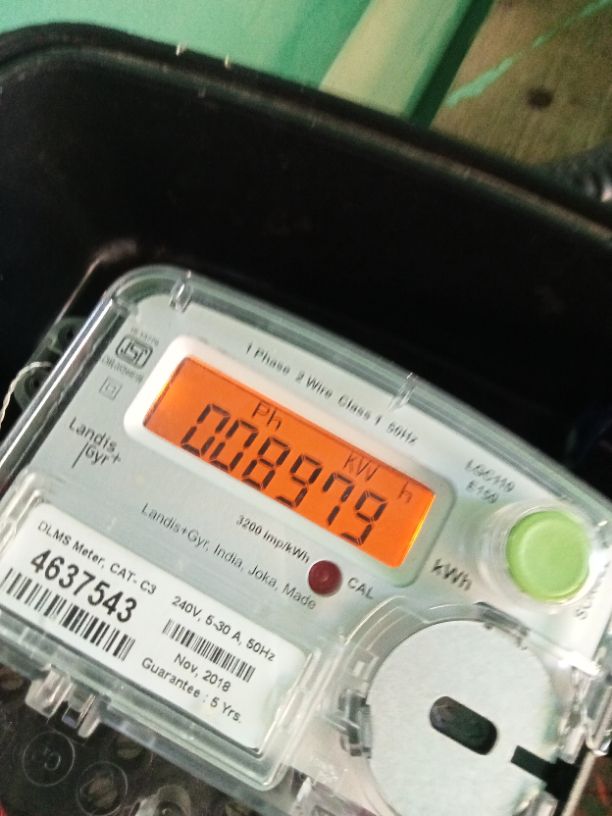 1 Phase 2 Wire Class 1 50Hz
ISI
Ph
kW h
008979
Landis+
Gyr+
3200 imp/kWh
kWh
Landis+Gyr, India, Joka, Made
CAL
DLMS Meter, CAT- C3
4637543
240V, 5-30 A, 50Hz
Nov, 2018
Guarantee : 5 Yrs.